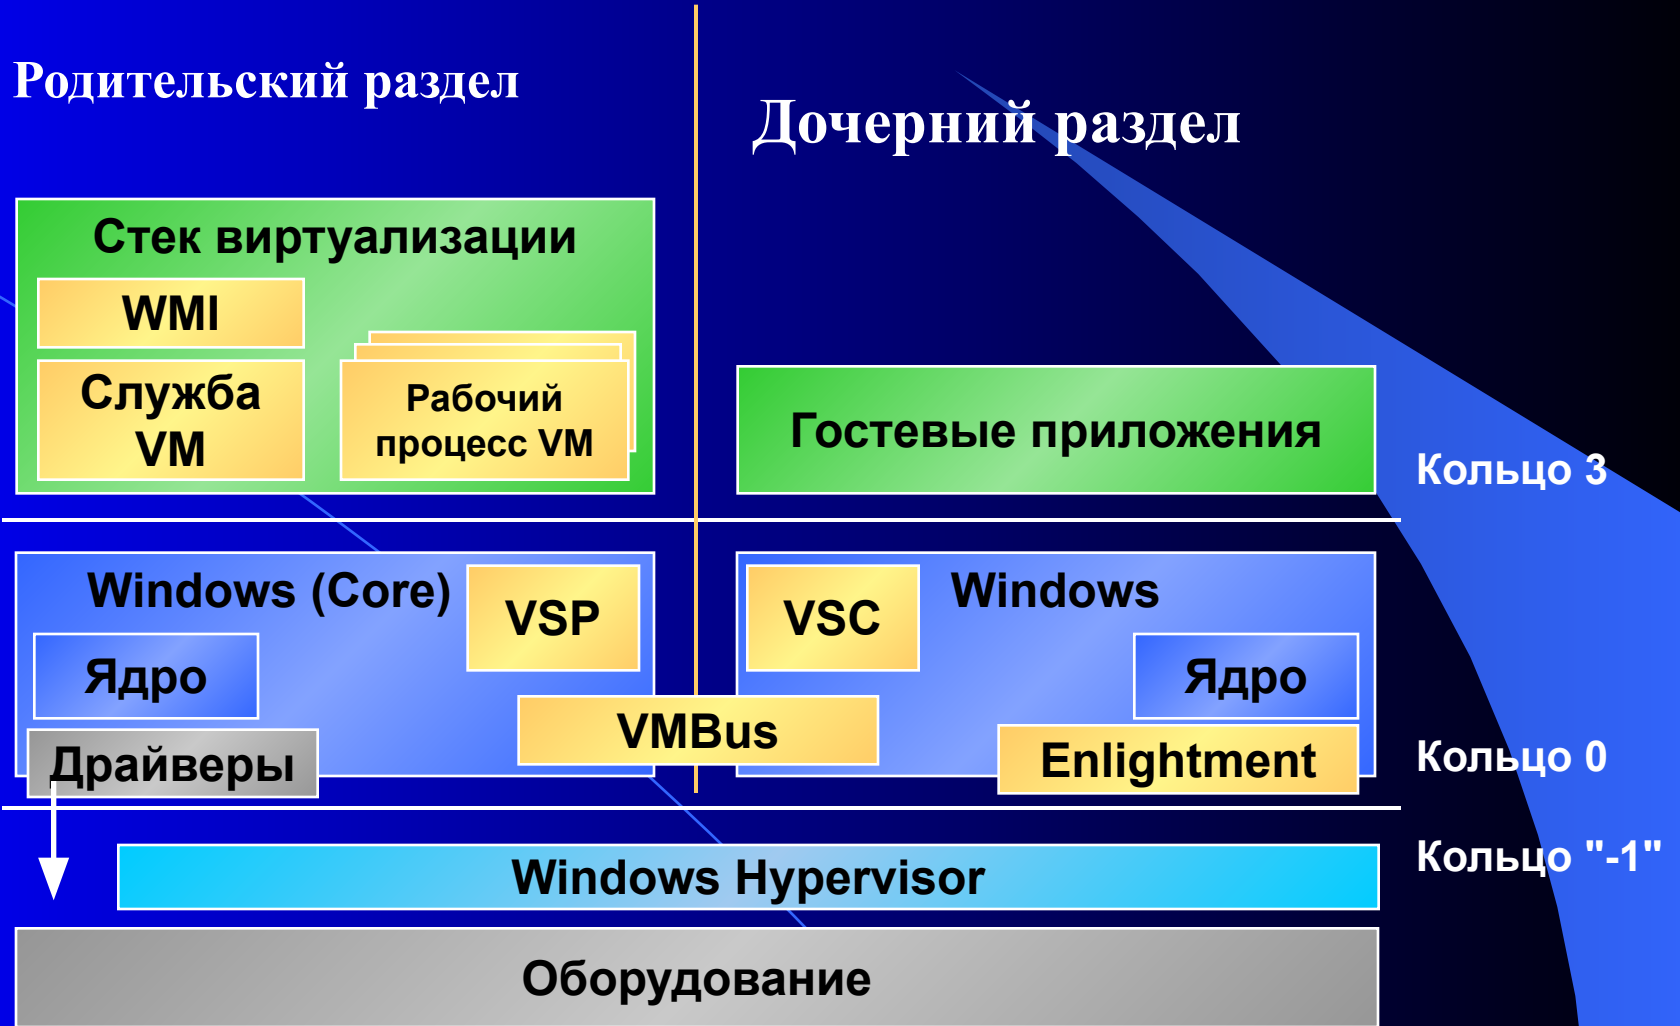 Родительский раздел
Дочерний раздел
Стек виртуализации
WMI
Служба
VM
Рабочий
процесс VM
Гостевые приложения
Кольцо 3
Windows (Core)
VSP
Ядро
Драйверы
VMBus
VSC
Windows
Ядро
Enlightment
Кольцо 0
Кольцо "-1"
Windows Hypervisor
Оборудование